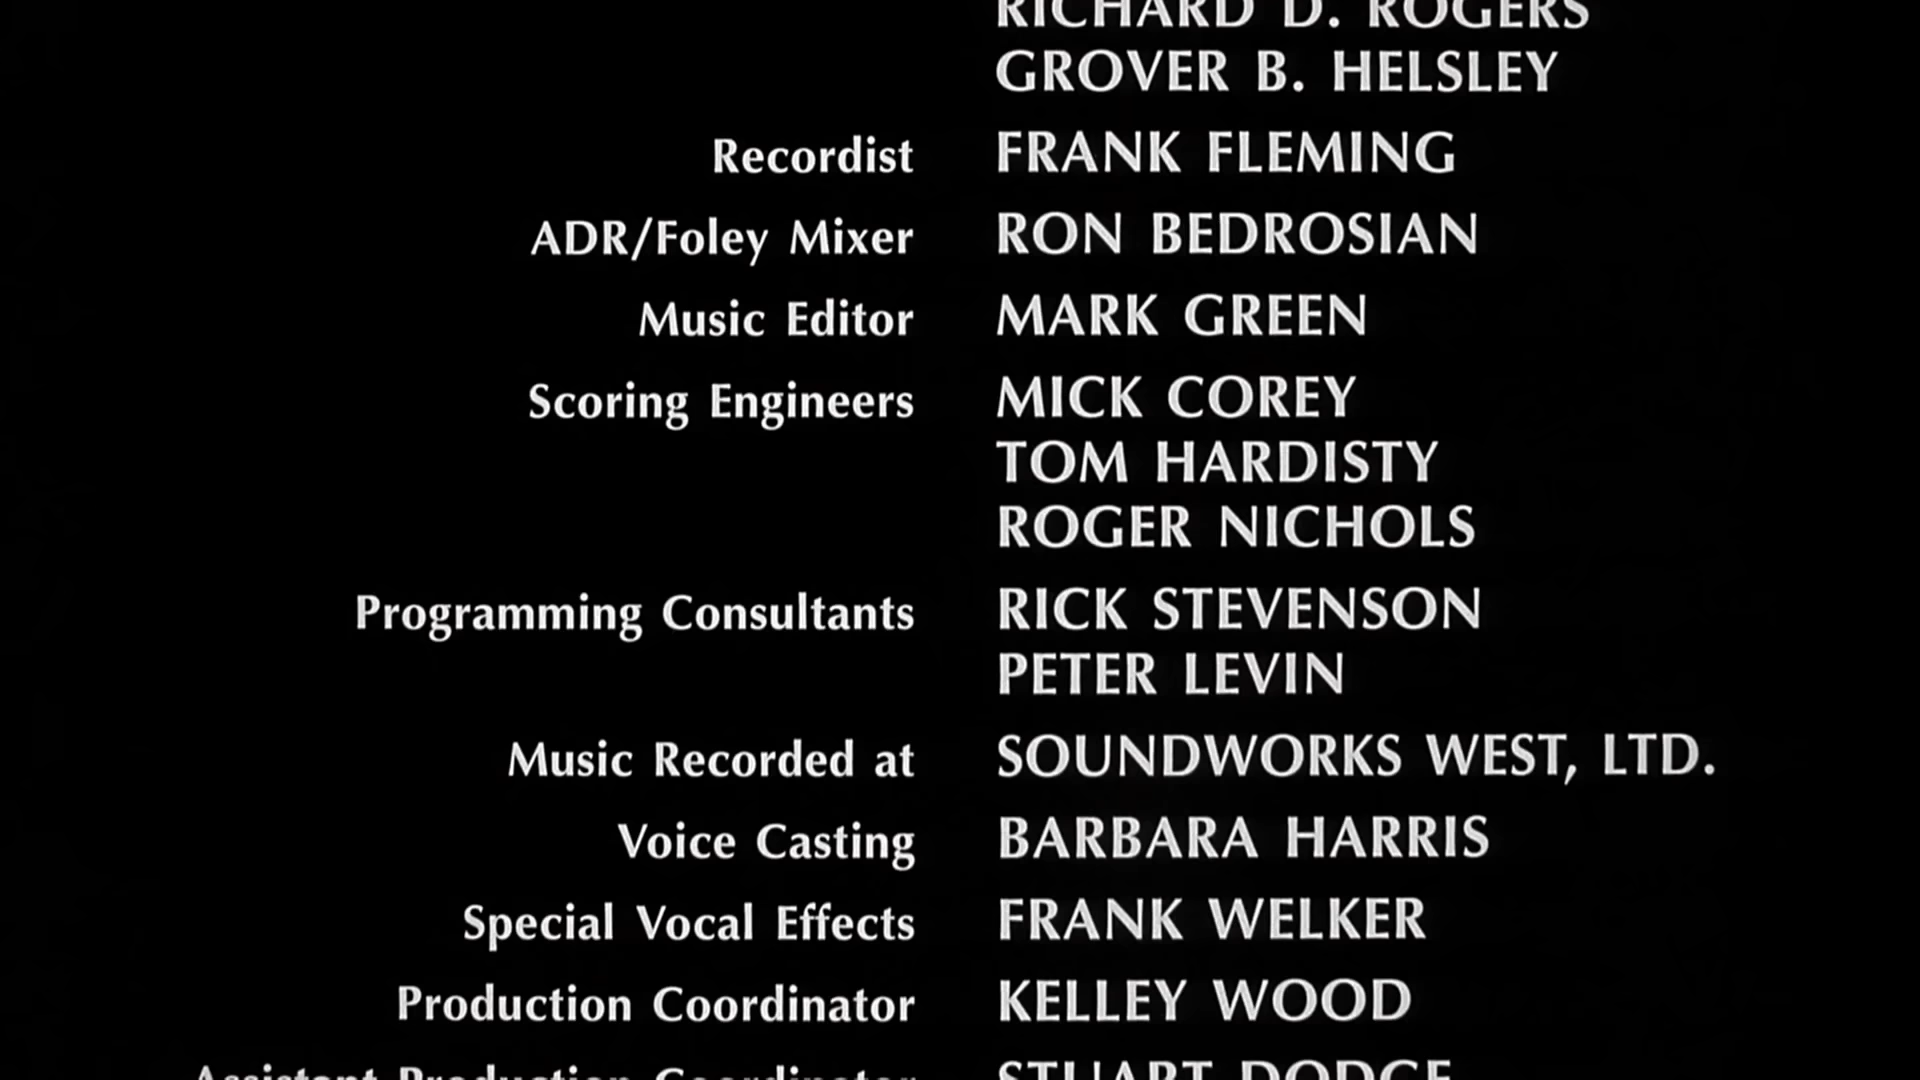 RICHARD D. ROGERS
GROVER B. HELSLEY
Recordist FRANK FLEMING
ADR/Foley Mixer RON BEDROSIAN
Music Editor MARK GREEN
Scoring Engineers MICK COREY
TOM HARDISTY
ROGER NICHOLS
Programming Consultants RICK STEVENSON
PETER LEVIN
Music Recorded at SOUNDWORKS WEST, LTD.
Voice Casting BARBARA HARRIS
Special Vocal Effects FRANK WELKER
Production Coordinator KELLEY WOOD
Assistant Production Coordinator STUART DODGE